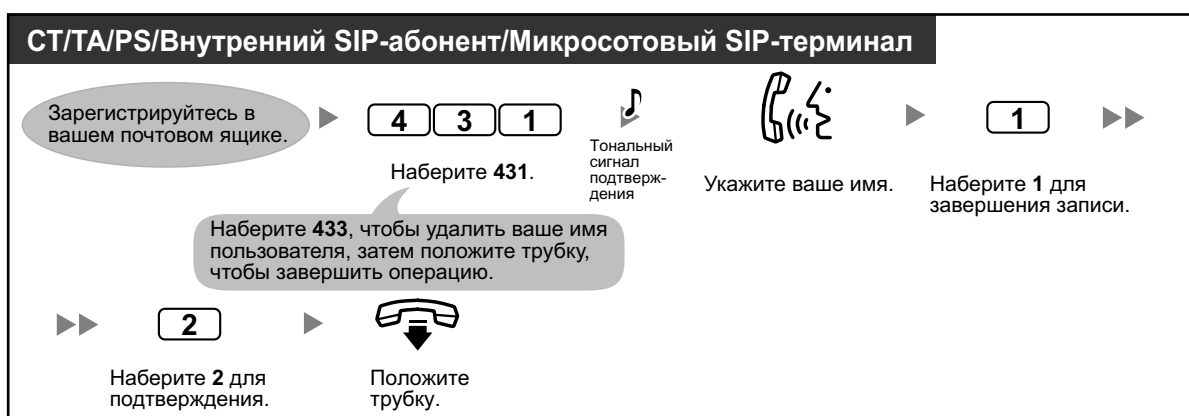 СТ/ТА/PS/Внутренний SIP-абонент/Микросотовый SIP-терминал
Зарегистрируйтесь в
вашем почтовом ящике.
4 3 1
Наберите 431.
Тональный
сигнал
подтверж-
дения
Укажите ваше имя.
1
Наберите 1 для
завершения записи.
Наберите 433, чтобы удалить ваше имя
пользователя, затем положите трубку,
чтобы завершить операцию.
2
Наберите 2 для
подтверждения.
Положите
трубку.